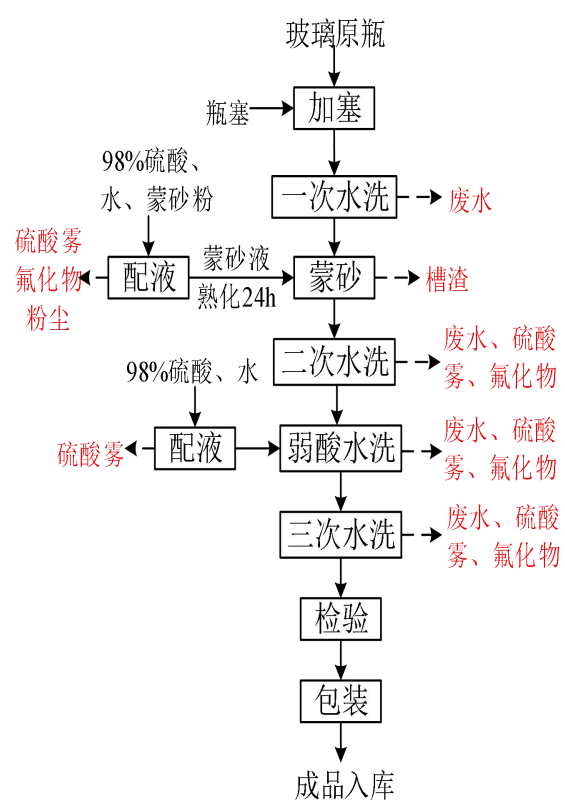 玻璃原瓶
瓶塞
加塞
98%硫酸、
水、蒙砂粉
一次水洗
废水
硫酸雾
氟化物
粉尘
配液
蒙砂液
熟化24h
蒙砂
槽渣
二次水洗
废水、硫酸
雾、氟化物
98%硫酸、水
硫酸雾
配液
弱酸水洗
废水、硫酸
雾、氟化物
三次水洗
废水、硫酸
雾、氟化物
检验
包装
成品入库